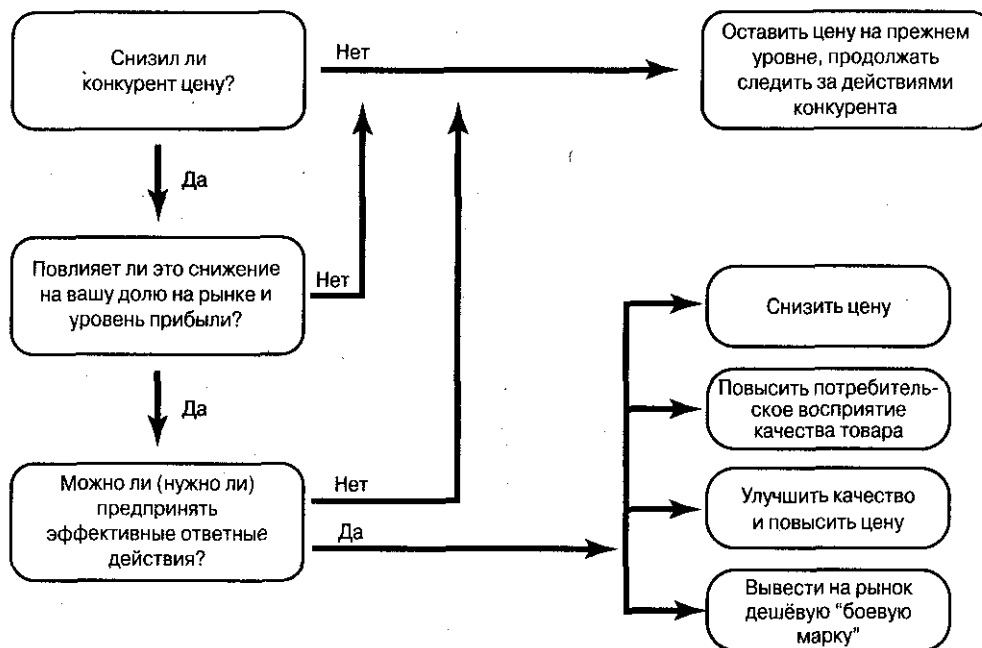 Снизил ли
конкурент цену?
Нет
Оставить цену на прежнем
уровне, продолжать
следить за действиями
конкурента
Да
Повлияет ли это снижение
на вашу долю на рынке и
уровень прибыли?
Нет
Да
Можно ли (нужно ли)
предпринять
эффективные ответные
действия?
Нет
Да
Снизить цену
Повысить потребитель-
ское восприятие
качества товара
Улучшить качество
и повысить цену
Вывести на рынок
дешёвую "боевую
марку"